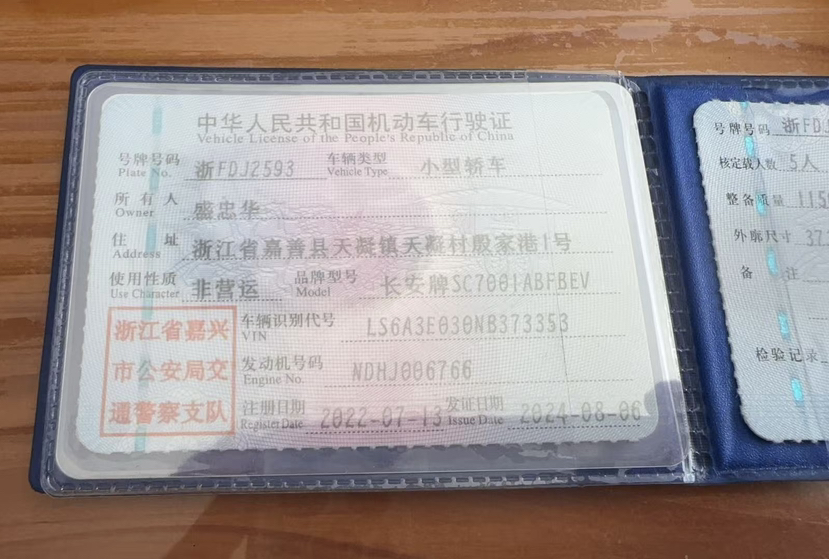 中华人民共和国机动车行驶证
Vehicle License of the People's Republic of China
号牌号码 浙FDJ2593 车辆类型 小型轿车
Plate No. Vehicle Type
所有人 盛忠华
Owner
住址 浙江省嘉善县天凝镇天凝村殷家港1号
Address
使用性质 非营运 品牌型号 长安牌SC7001ABFBEV
Use Character Model
浙江省嘉兴
市公安局交
通警察支队
车辆识别代号 LS6A3E030NB373353
VIN
发动机号码 NDHJ006766
Engine No.
注册日期 2022-07-13 发证日期 2024-08-06
Register Date Issue Date
号牌号码 浙FD
核定载人数 5人
整备质量 115
外廓尺寸 37
备注
检验记录